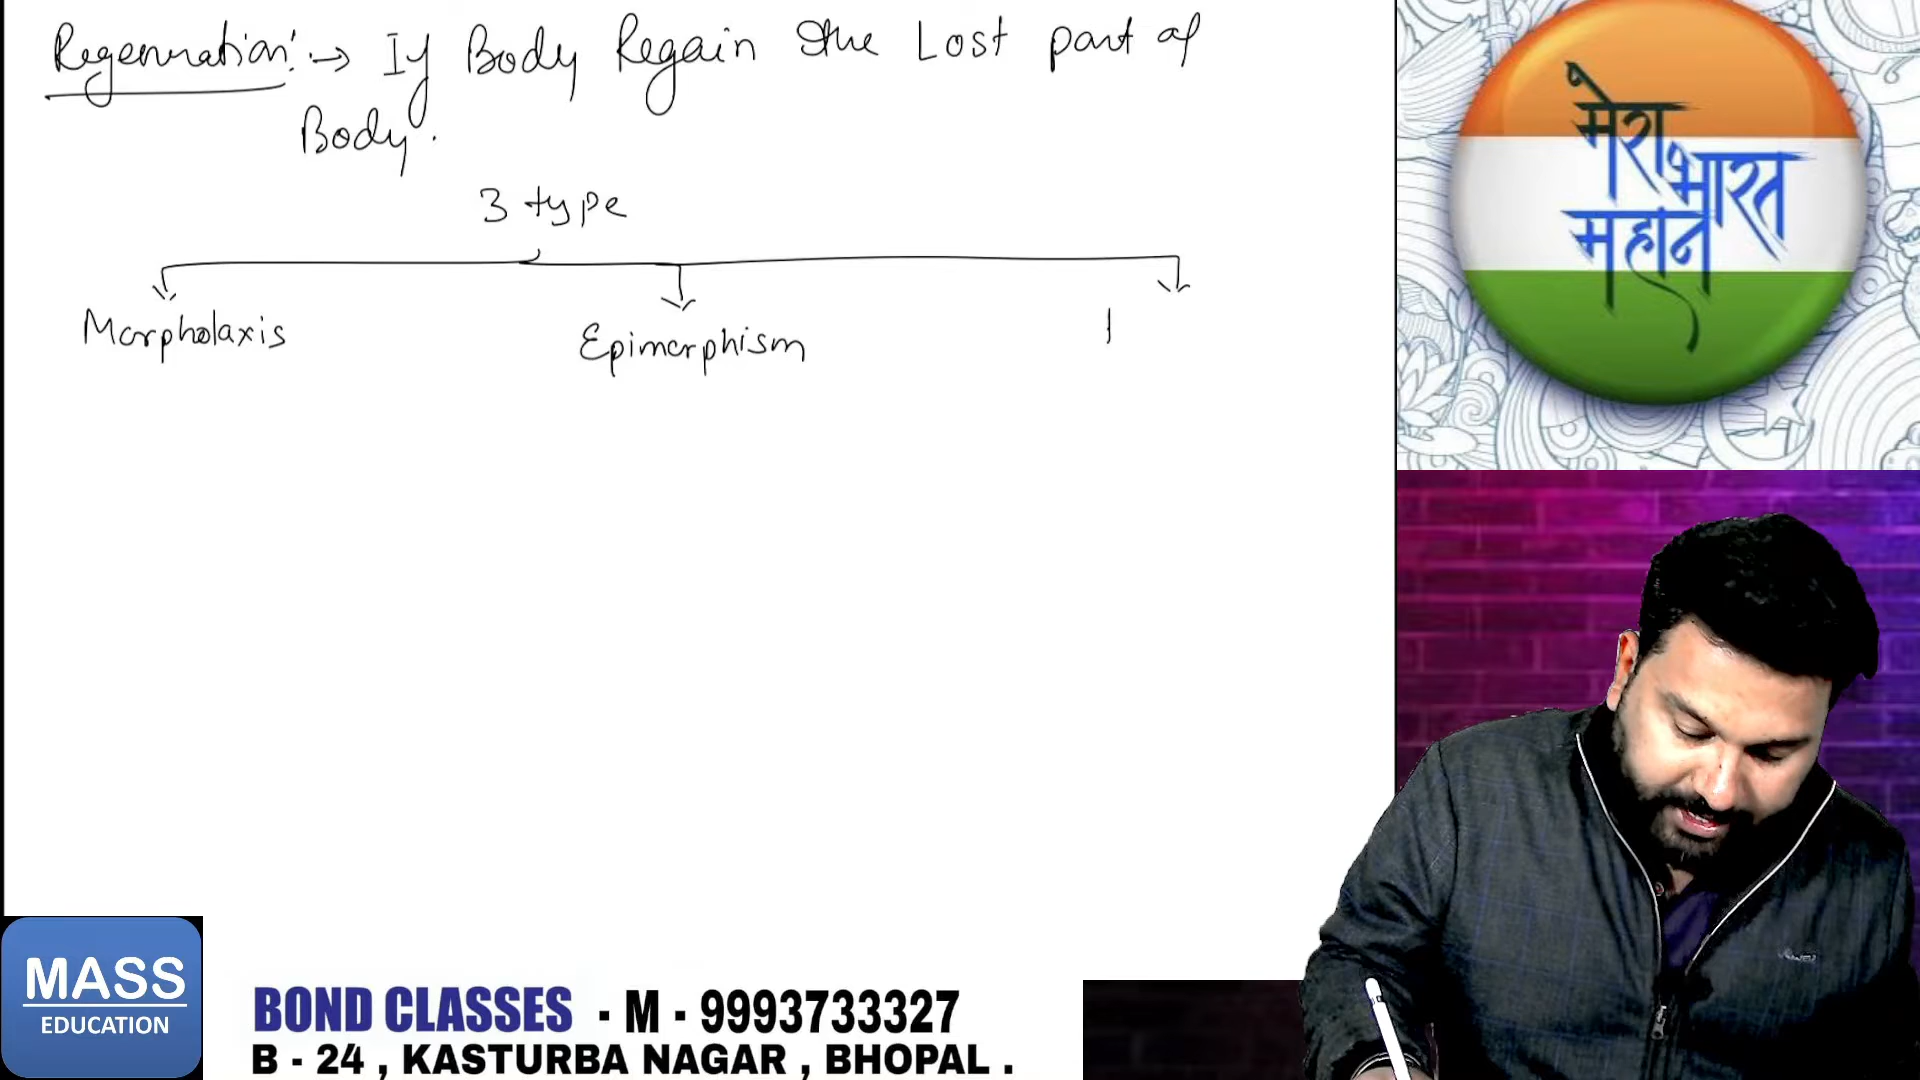 Regenration :→ If Body Regain the Lost part of
Body.
3 type
Morpholaxis
Epimorphism
मेरा
भारत
महान
MASS
EDUCATION
BOND CLASSES - M - 9993733327
B - 24 , KASTURBA NAGAR , BHOPAL .